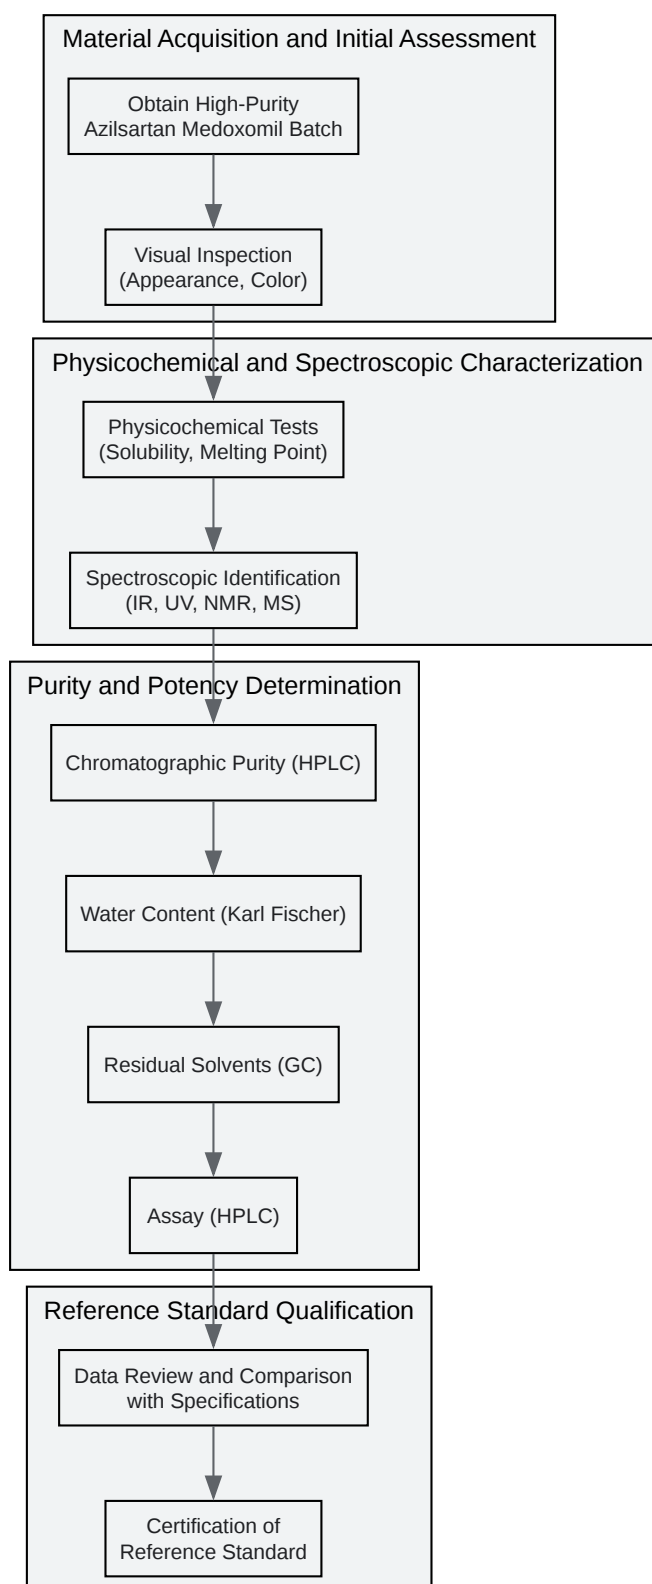 Material Acquisition and Initial Assessment
Obtain High-Purity
Azilsartan Medoxomil Batch
Visual Inspection
(Appearance, Color)
Physicochemical and Spectroscopic Characterization
Physicochemical Tests
(Solubility, Melting Point)
Spectroscopic Identification
(IR, UV, NMR, MS)
Purity and Potency Determination
Chromatographic Purity (HPLC)
Water Content (Karl Fischer)
Residual Solvents (GC)
Assay (HPLC)
Reference Standard Qualification
Data Review and Comparison
with Specifications
Certification of
Reference Standard